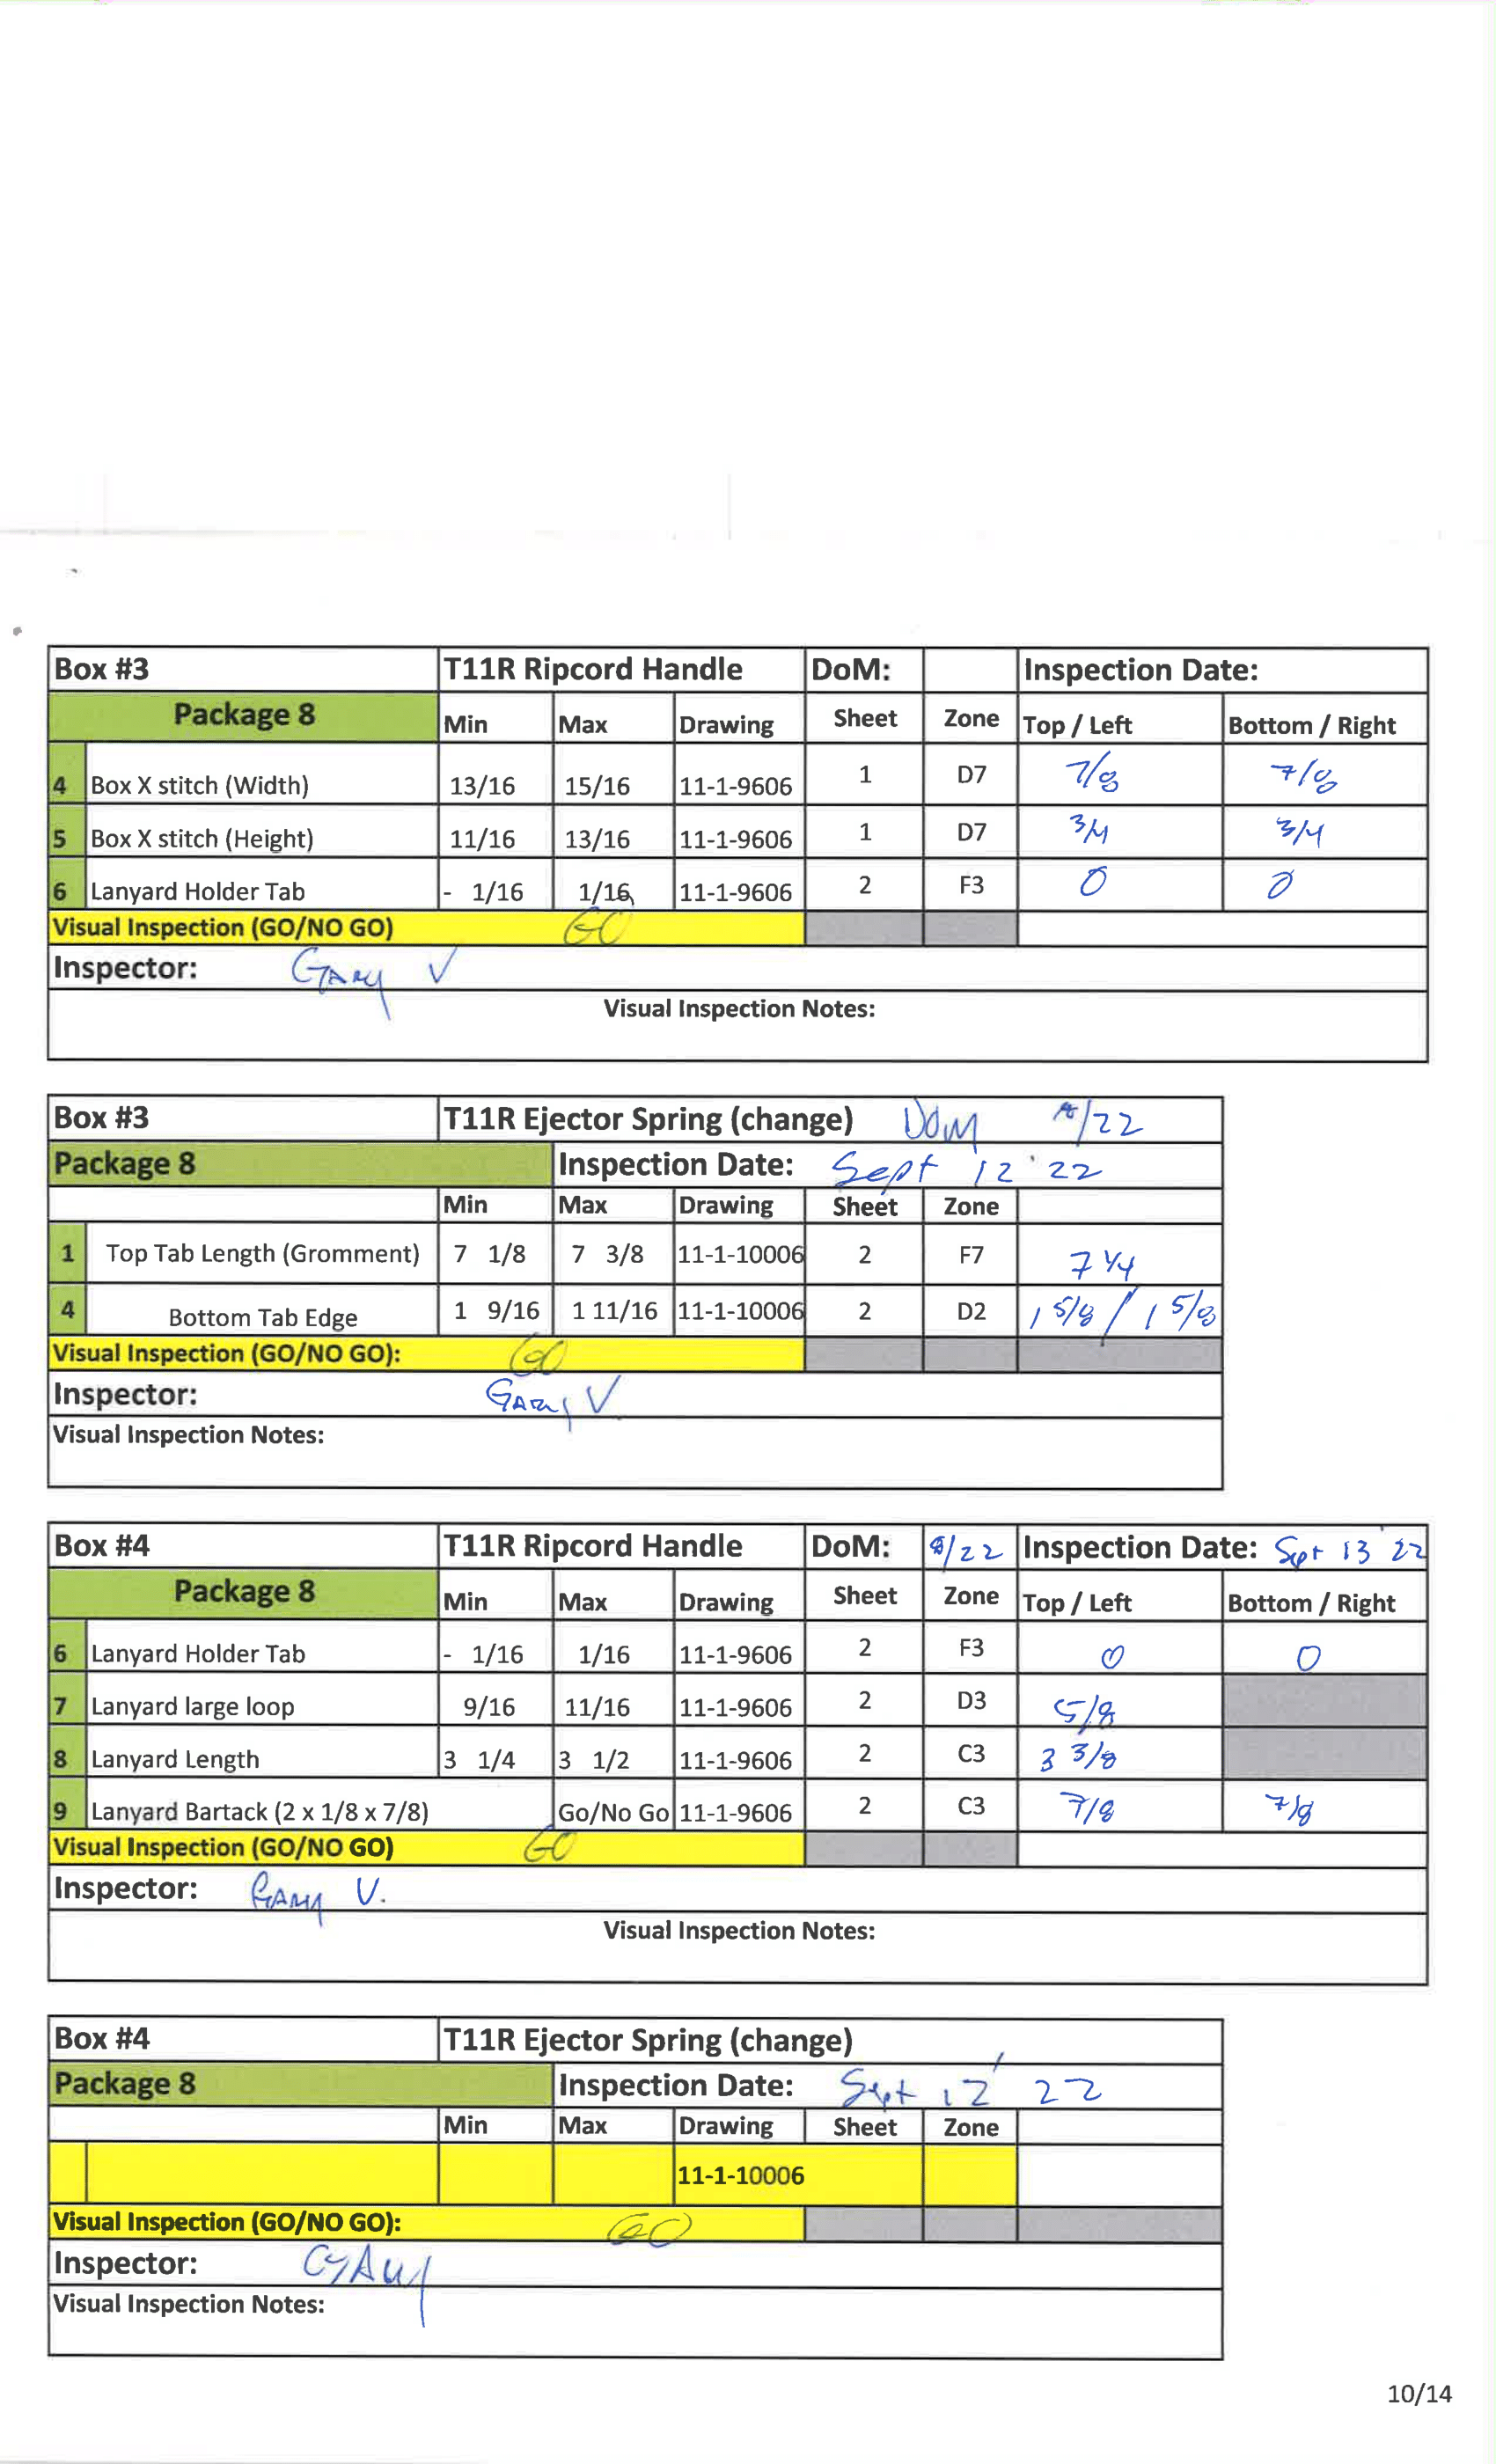 Box #3 T11R Ripcord Handle DoM: Inspection Date:
Package 8 Min Max Drawing Sheet Zone Top / Left Bottom / Right
4 Box X stitch (Width) 13/16 15/16 11-1-9606 1 D7 7/8 7/8
5 Box X stitch (Height) 11/16 13/16 11-1-9606 1 D7 3/4 3/4
6 Lanyard Holder Tab - 1/16 1/16 11-1-9606 2 F3 0 0
Visual Inspection (GO/NO GO) GO
Inspector: Gary V
Visual Inspection Notes:
Box #3 T11R Ejector Spring (change) DOM /22
Package 8 Inspection Date: Sept 12 '22
Min Max Drawing Sheet Zone
1 Top Tab Length (Gromment) 7 1/8 7 3/8 11-1-10006 2 F7 7 1/4
4 Bottom Tab Edge 1 9/16 1 11/16 11-1-10006 2 D2 1 5/8 / 1 5/8
Visual Inspection (GO/NO GO): GO
Inspector: Gary V.
Visual Inspection Notes:
Box #4 T11R Ripcord Handle DoM: /22 Inspection Date: Sept 13 '22
Package 8 Min Max Drawing Sheet Zone Top / Left Bottom / Right
6 Lanyard Holder Tab - 1/16 1/16 11-1-9606 2 F3 0 0
7 Lanyard large loop 9/16 11/16 11-1-9606 2 D3 5/8
8 Lanyard Length 3 1/4 3 1/2 11-1-9606 2 C3 3 3/8
9 Lanyard Bartack (2 x 1/8 x 7/8) Go/No Go 11-1-9606 2 C3 7/8 7/8
Visual Inspection (GO/NO GO) GO
Inspector: Gary V.
Visual Inspection Notes:
Box #4 T11R Ejector Spring (change)
Package 8 Inspection Date: Sept 12 ' 22
Min Max Drawing Sheet Zone
11-1-10006
Visual Inspection (GO/NO GO): GO
Inspector: Gary
Visual Inspection Notes:
10/14